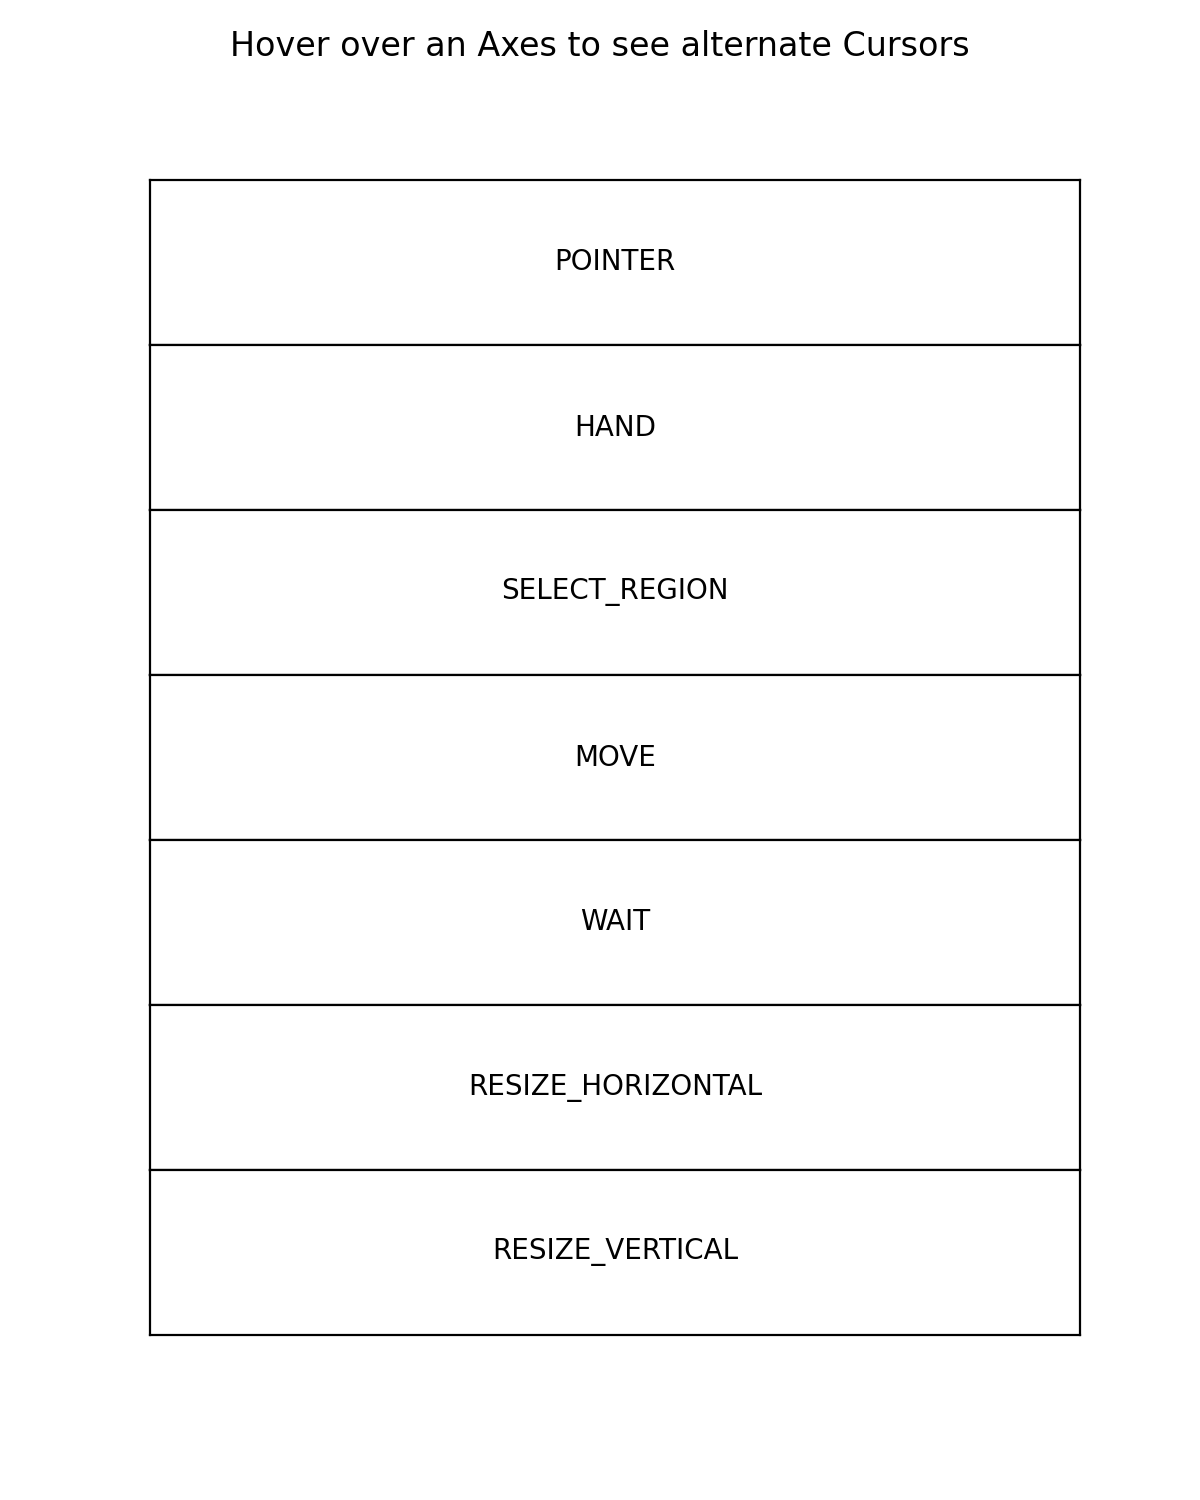 Hover over an Axes to see alternate Cursors
POINTER
HAND
SELECT_REGION
MOVE
WAIT
RESIZE_HORIZONTAL
RESIZE_VERTICAL